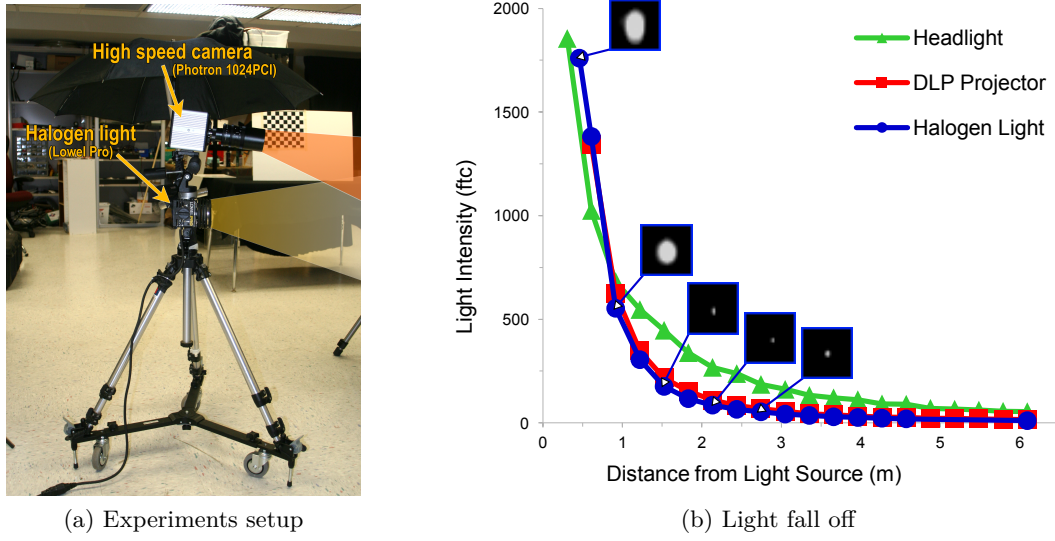 High speed camera
(Photron 1024PCI)
Halogen light
(Lowel Pro)
(a) Experiments setup
2000
1500
1000
500
0
Light Intensity (ftc)
Headlight
DLP Projector
Halogen Light
0 1 2 3 4 5 6
Distance from Light Source (m)
(b) Light fall off